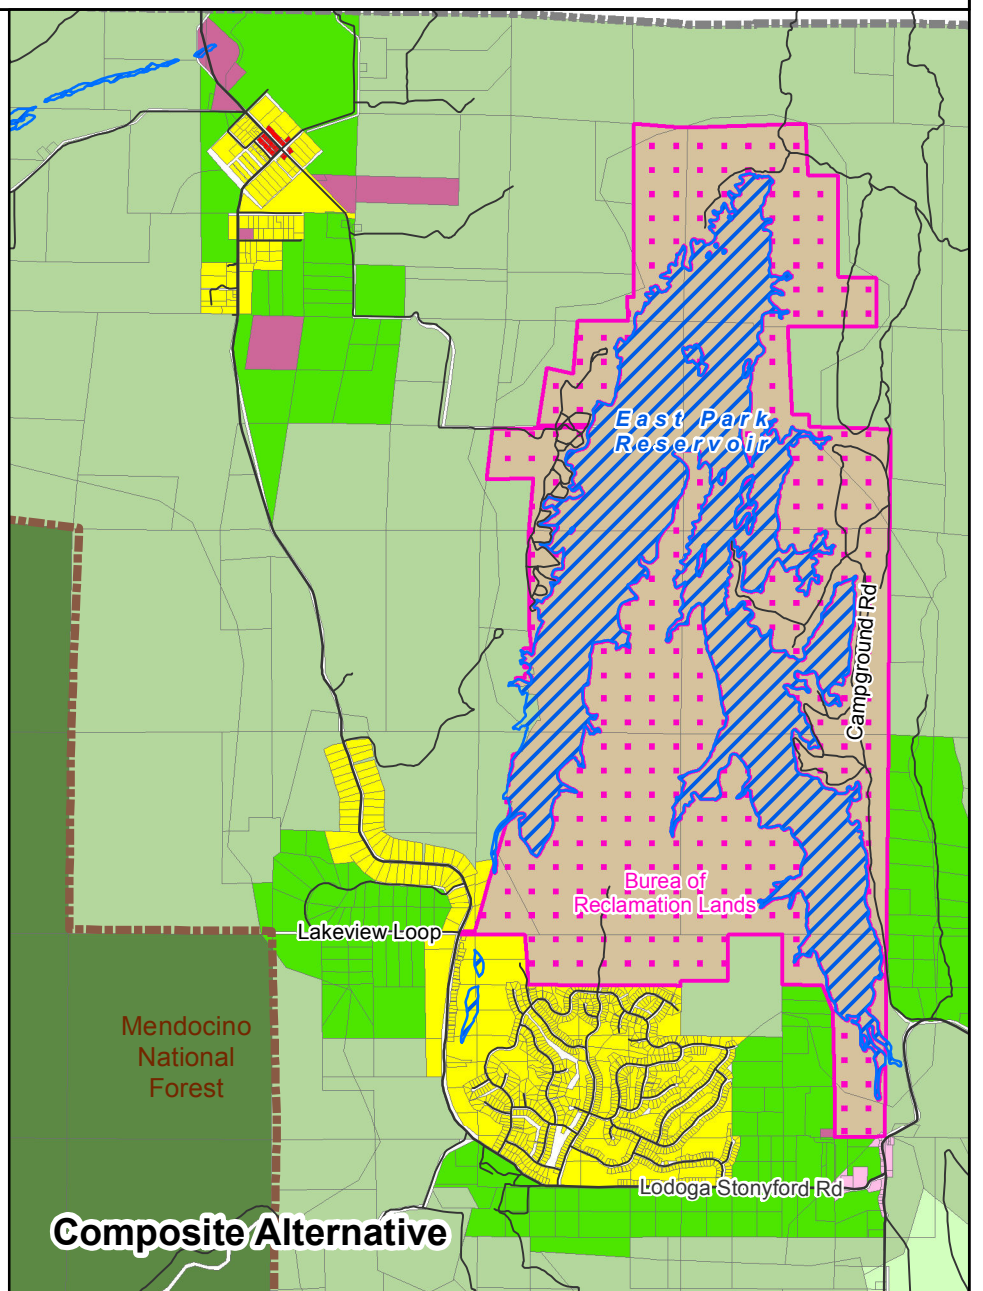 East Park
Reservoir
Campground Rd
Burea of
Reclamation Lands
Lakeview Loop
Mendocino
National
Forest
Lodoga Stonyford Rd
Composite Alternative